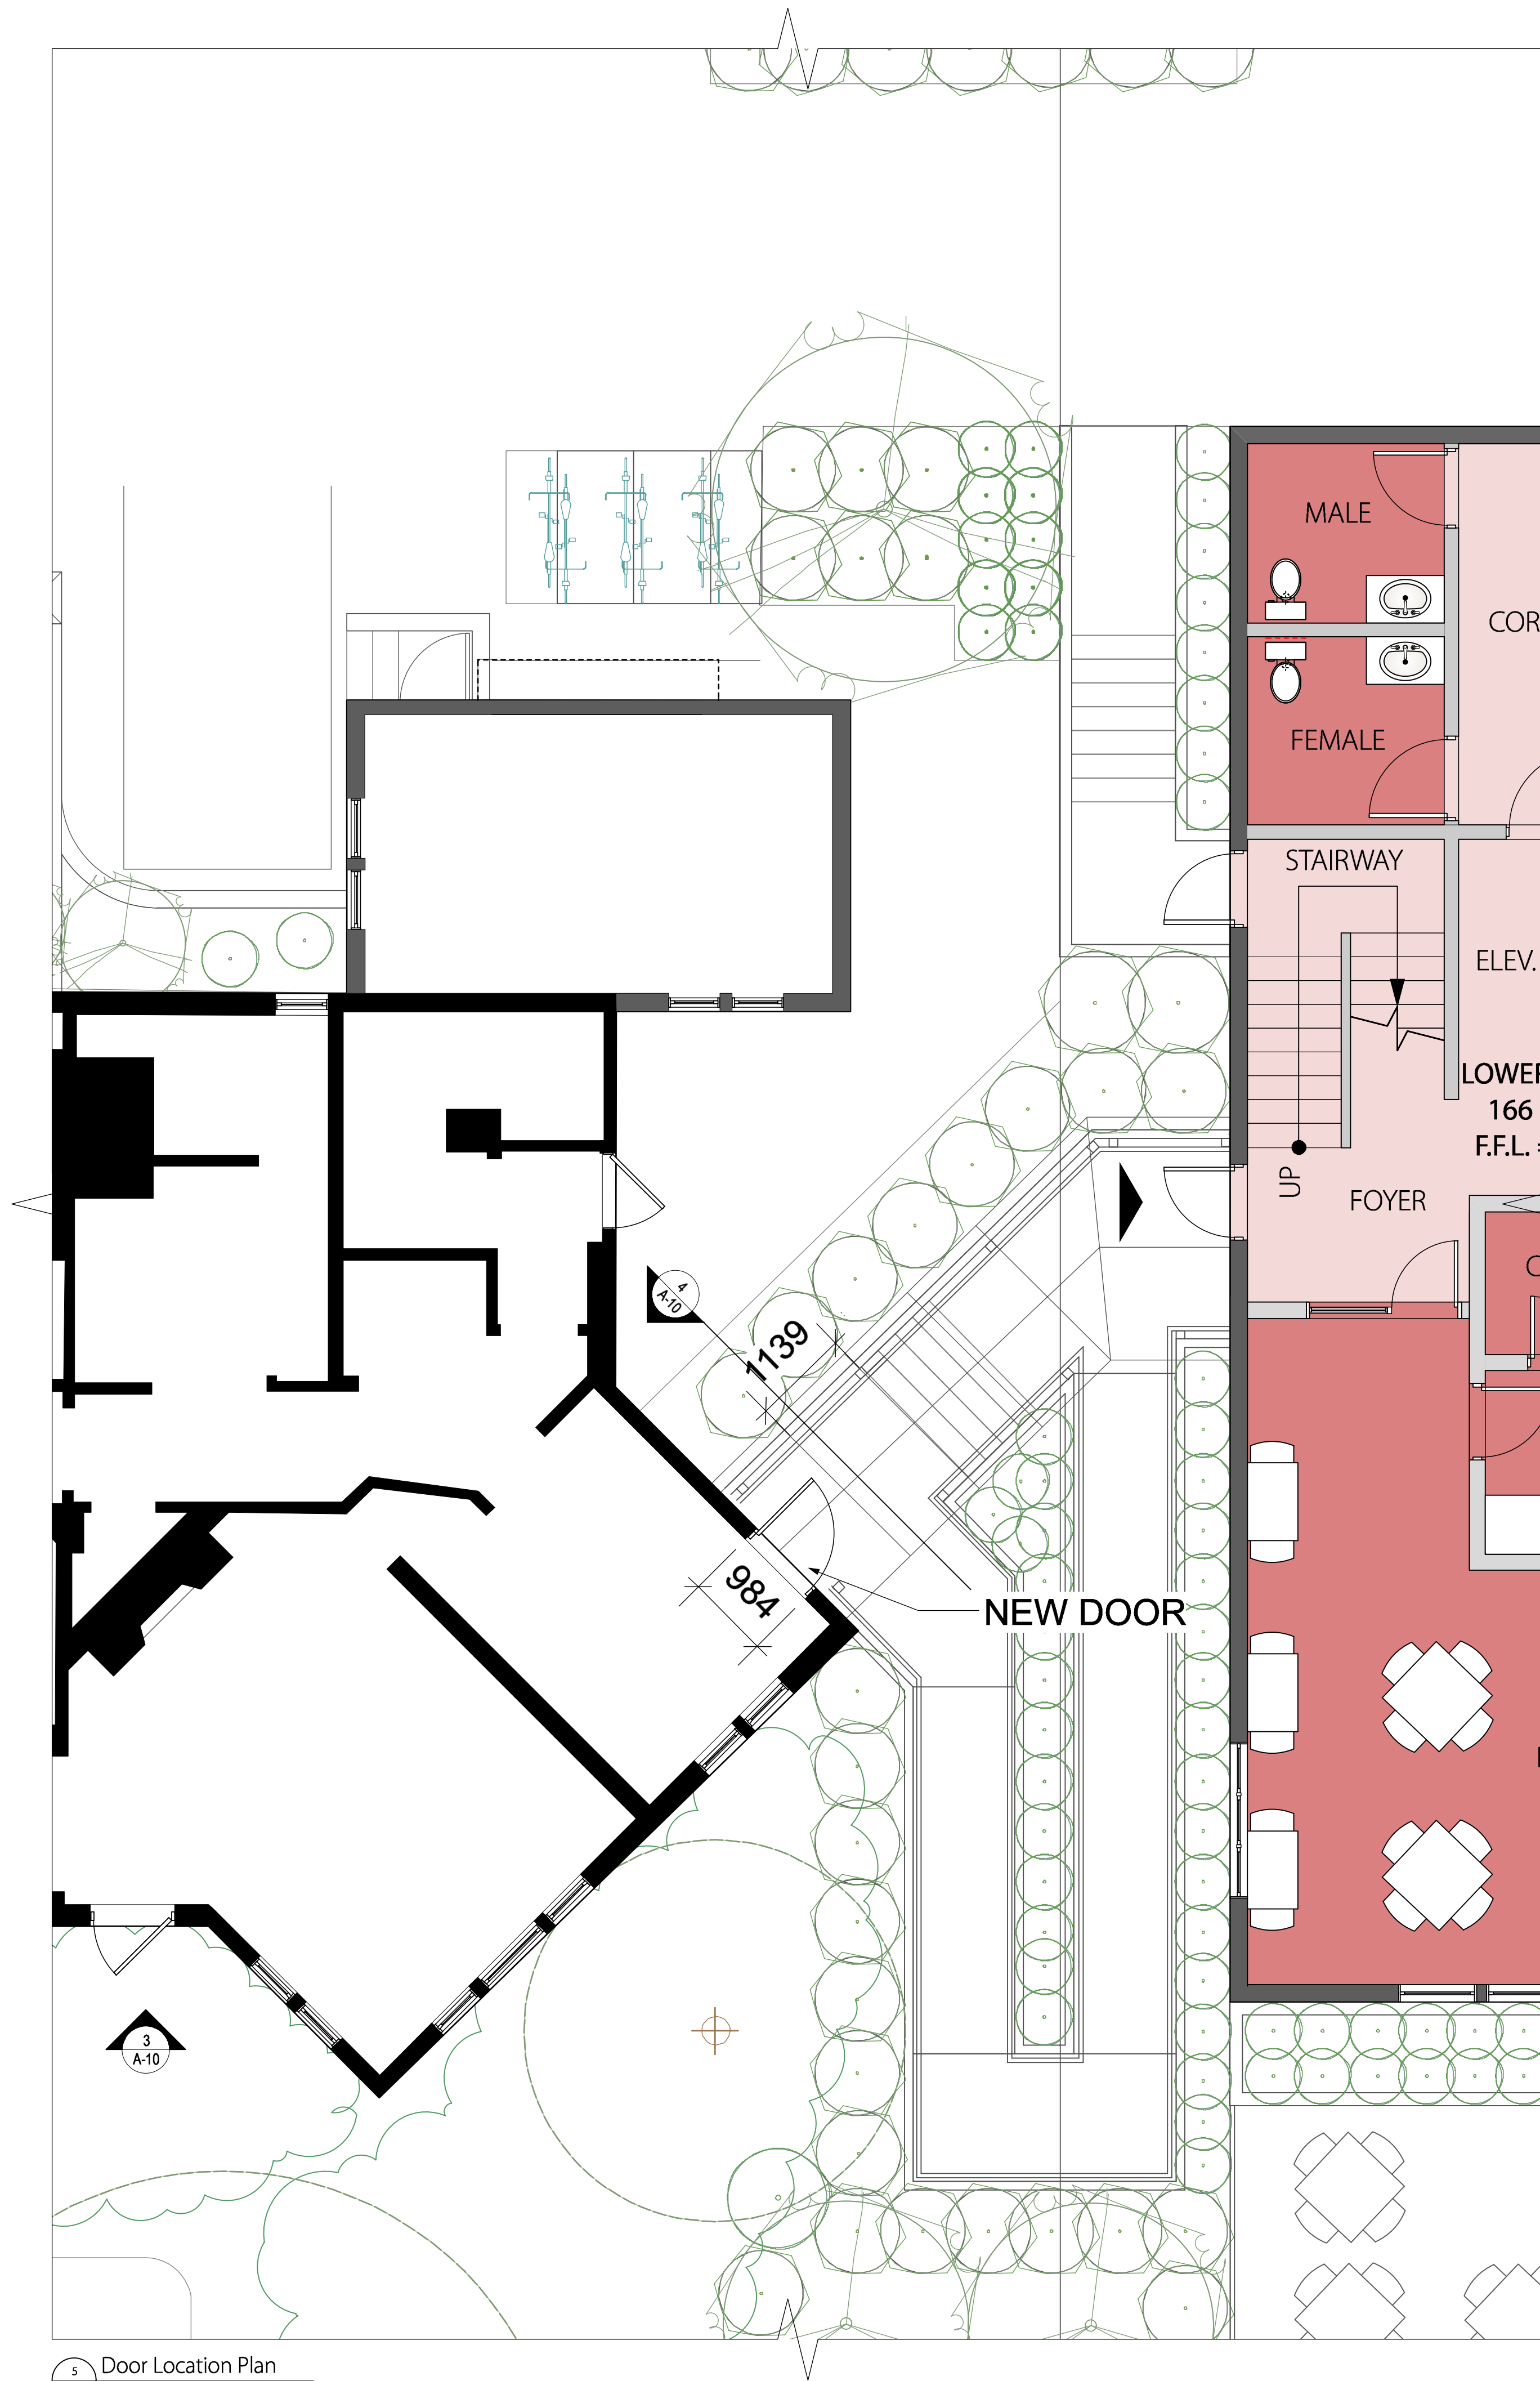 MALE
COR
FEMALE
STAIRWAY
ELEV.
LOWER
166
F.F.L. =
UP
FOYER
4
A-10
1139
984
NEW DOOR
3
A-10
5
Door Location Plan